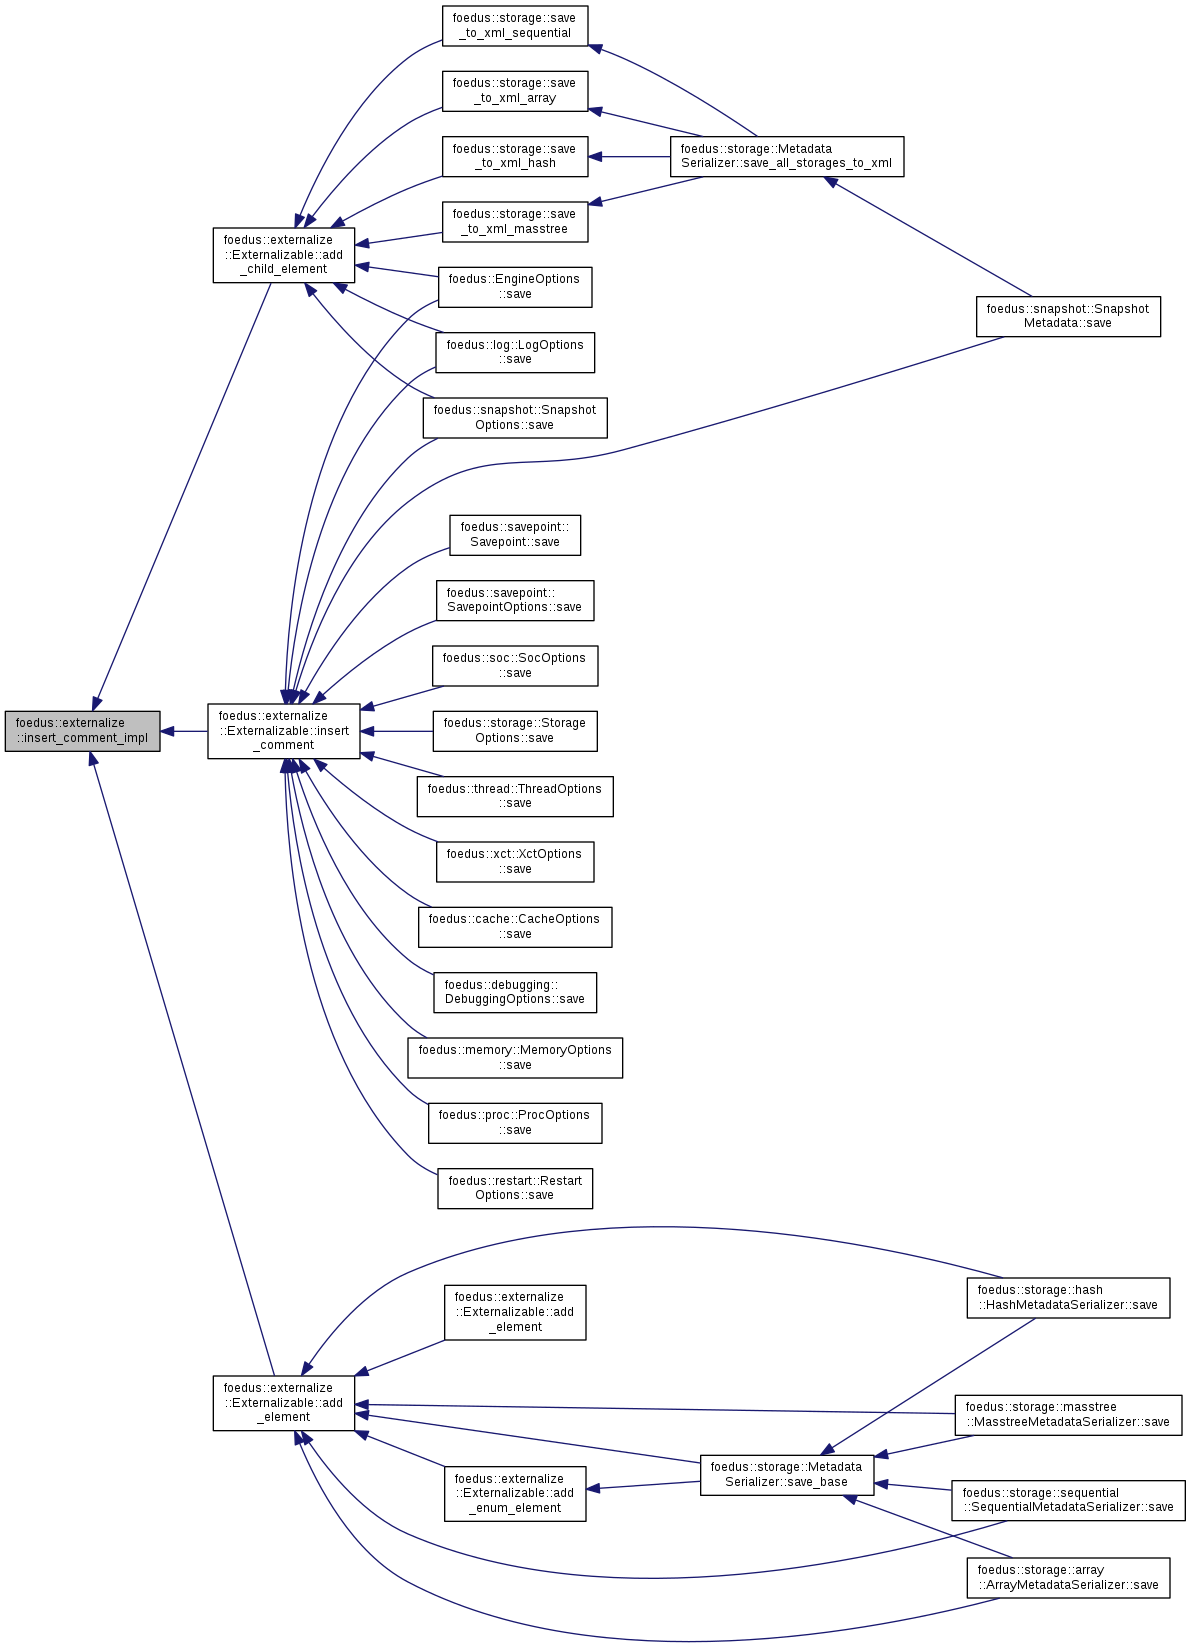 foedus::storage::save
_to_xml_sequential
foedus::storage::save
_to_xml_array
foedus::storage::save
_to_xml_hash
foedus::storage::Metadata
Serializer::save_all_storages_to_xml
foedus::storage::save
_to_xml_masstree
foedus::externalize
::Externalizable::add
_child_element
foedus::EngineOptions
::save
foedus::snapshot::Snapshot
Metadata::save
foedus::log::LogOptions
::save
foedus::snapshot::Snapshot
Options::save
foedus::savepoint::
Savepoint::save
foedus::savepoint::
SavepointOptions::save
foedus::soc::SocOptions
::save
foedus::externalize
::insert_comment_impl
foedus::externalize
::Externalizable::insert
_comment
foedus::storage::Storage
Options::save
foedus::thread::ThreadOptions
::save
foedus::xct::XctOptions
::save
foedus::cache::CacheOptions
::save
foedus::debugging::
DebuggingOptions::save
foedus::memory::MemoryOptions
::save
foedus::proc::ProcOptions
::save
foedus::restart::Restart
Options::save
foedus::storage::hash
::HashMetadataSerializer::save
foedus::externalize
::Externalizable::add
_element
foedus::externalize
::Externalizable::add
_element
foedus::storage::masstree
::MasstreeMetadataSerializer::save
foedus::storage::Metadata
Serializer::save_base
foedus::externalize
::Externalizable::add
_enum_element
foedus::storage::sequential
::SequentialMetadataSerializer::save
foedus::storage::array
::ArrayMetadataSerializer::save